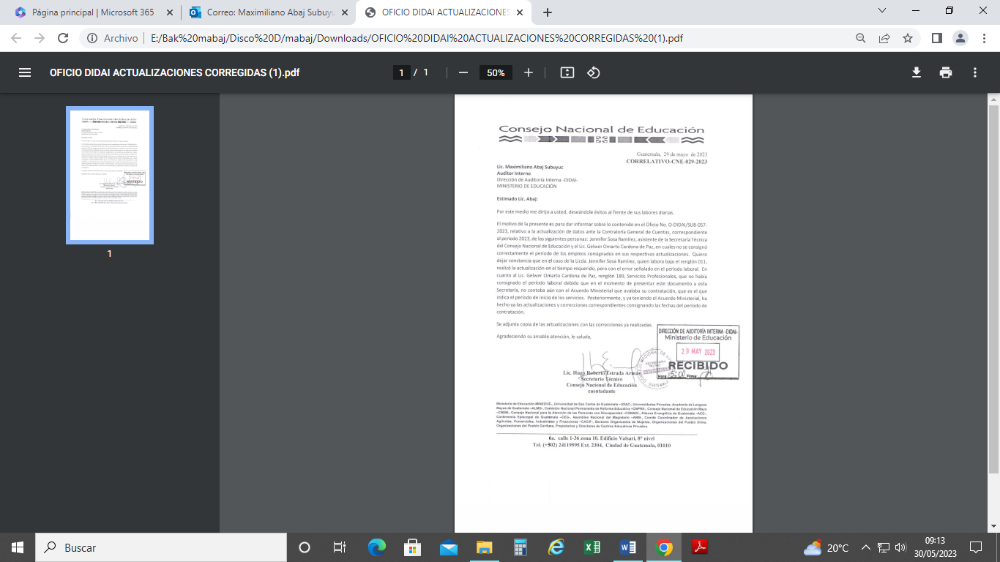 Página principal | Microsoft 365
Correo: Maximiliano Abaj Subuyu
OFICIO DIDAI ACTUALIZACIONES
Archivo
E:/Bak%20mabaj/Disco%20D/mabaj/Downloads/OFICIO%20DIDAI%20ACTUALIZACIONES%20CORREGIDAS%20(1).pdf
OFICIO DIDAI ACTUALIZACIONES CORREGIDAS (1).pdf
1 / 1
50%
1
Consejo Nacional de Educación
Guatemala, 29 de mayo de 2023
CORRELATIVO-CNE-029-2023
Lic. Maximiliano Abaj Subuyuc
Auditor Interno
Dirección de Auditoría Interna -DIDAI-
MINISTERIO DE EDUCACIÓN
Estimado Lic. Abaj:
Por este medio me dirijo a usted, deseándole éxitos al frente de sus labores diarias.
El motivo de la presente es para dar informar sobre lo contenido en el Oficio No. O-DIDAI/SUB-057-
2023, relativo a la actualización de datos ante la Contraloría General de Cuentas, correspondiente
al período 2023, de las siguientes personas: Jennifer Sosa Ramírez, asistente de la Secretaría Técnica
del Consejo Nacional de Educación y el Lic. Gelwer Omarto Cardona de Paz, en cuales no se consignó
correctamente el período de los empleos consignados en sus respectivas actualizaciones. Quiero
dejar constancia que en el caso de la Licda. Jennifer Sosa Ramírez, quien labora bajo el renglón 011,
realizó la actualización en el tiempo requerido, pero con el error señalado en el período laboral. En
cuanto al Lic. Gelwer Omarto Cardona de Paz, renglón 189, Servicios Profesionales, que no había
consignado el período laboral debido que en el momento de presentar este documento a esta
Secretaría, no contaba aún con el Acuerdo Ministerial que avalaba su contratación, que es el que
indica el período de inicio de los servicios. Posteriormente, y ya teniendo el Acuerdo Ministerial, ha
hecho ya las actualizaciones y correcciones correspondientes consignando las fechas del período de
contratación.
Se adjunta copia de las actualizaciones con las correcciones ya realizadas.
Agradeciendo su amable atención, le saluda,
DIRECCIÓN DE AUDITORÍA INTERNA -DIDAI-
Ministerio de Educación
29 MAY 2023
RECIBIDO
Hora: 15:00 Firma:
Lic. Hugo Roberto Estrada Armas
Secretario Técnico
Consejo Nacional de Educación
cuentadante
SECRETARIA
GUATEMALA
Ministerio de Educación-MINEDUC-, Universidad de San Carlos de Guatemala –USAC-, Universidades Privadas, Academia de Lenguas
Mayas de Guatemala –ALMG-, Comisión Nacional Permanente de Reforma Educativa –CNPRE-, Consejo Nacional de Educación Maya
–CNEM-, Consejo Nacional para la Atención de las Personas con Discapacidad –CONADI-, Alianza Evangélica de Guatemala –AEG-,
Conferencia Episcopal de Guatemala –CEG-, Asamblea Nacional del Magisterio –ANM-, Comité Coordinador de Asociaciones
Agrícolas, Comerciales, Industriales y Financieras –CACIF-, Sectores Organizados de Mujeres, Organizaciones del Pueblo Xinka,
Organizaciones del Pueblo Garífuna, Propietarios y Directores de Centros Educativos Privados.
6a. calle 1-36 zona 10. Edificio Valsari, 8° nivel
Tel. (+502) 24119595 Ext. 2304, Ciudad de Guatemala, 01010
Buscar
20°C
09:13
30/05/2023